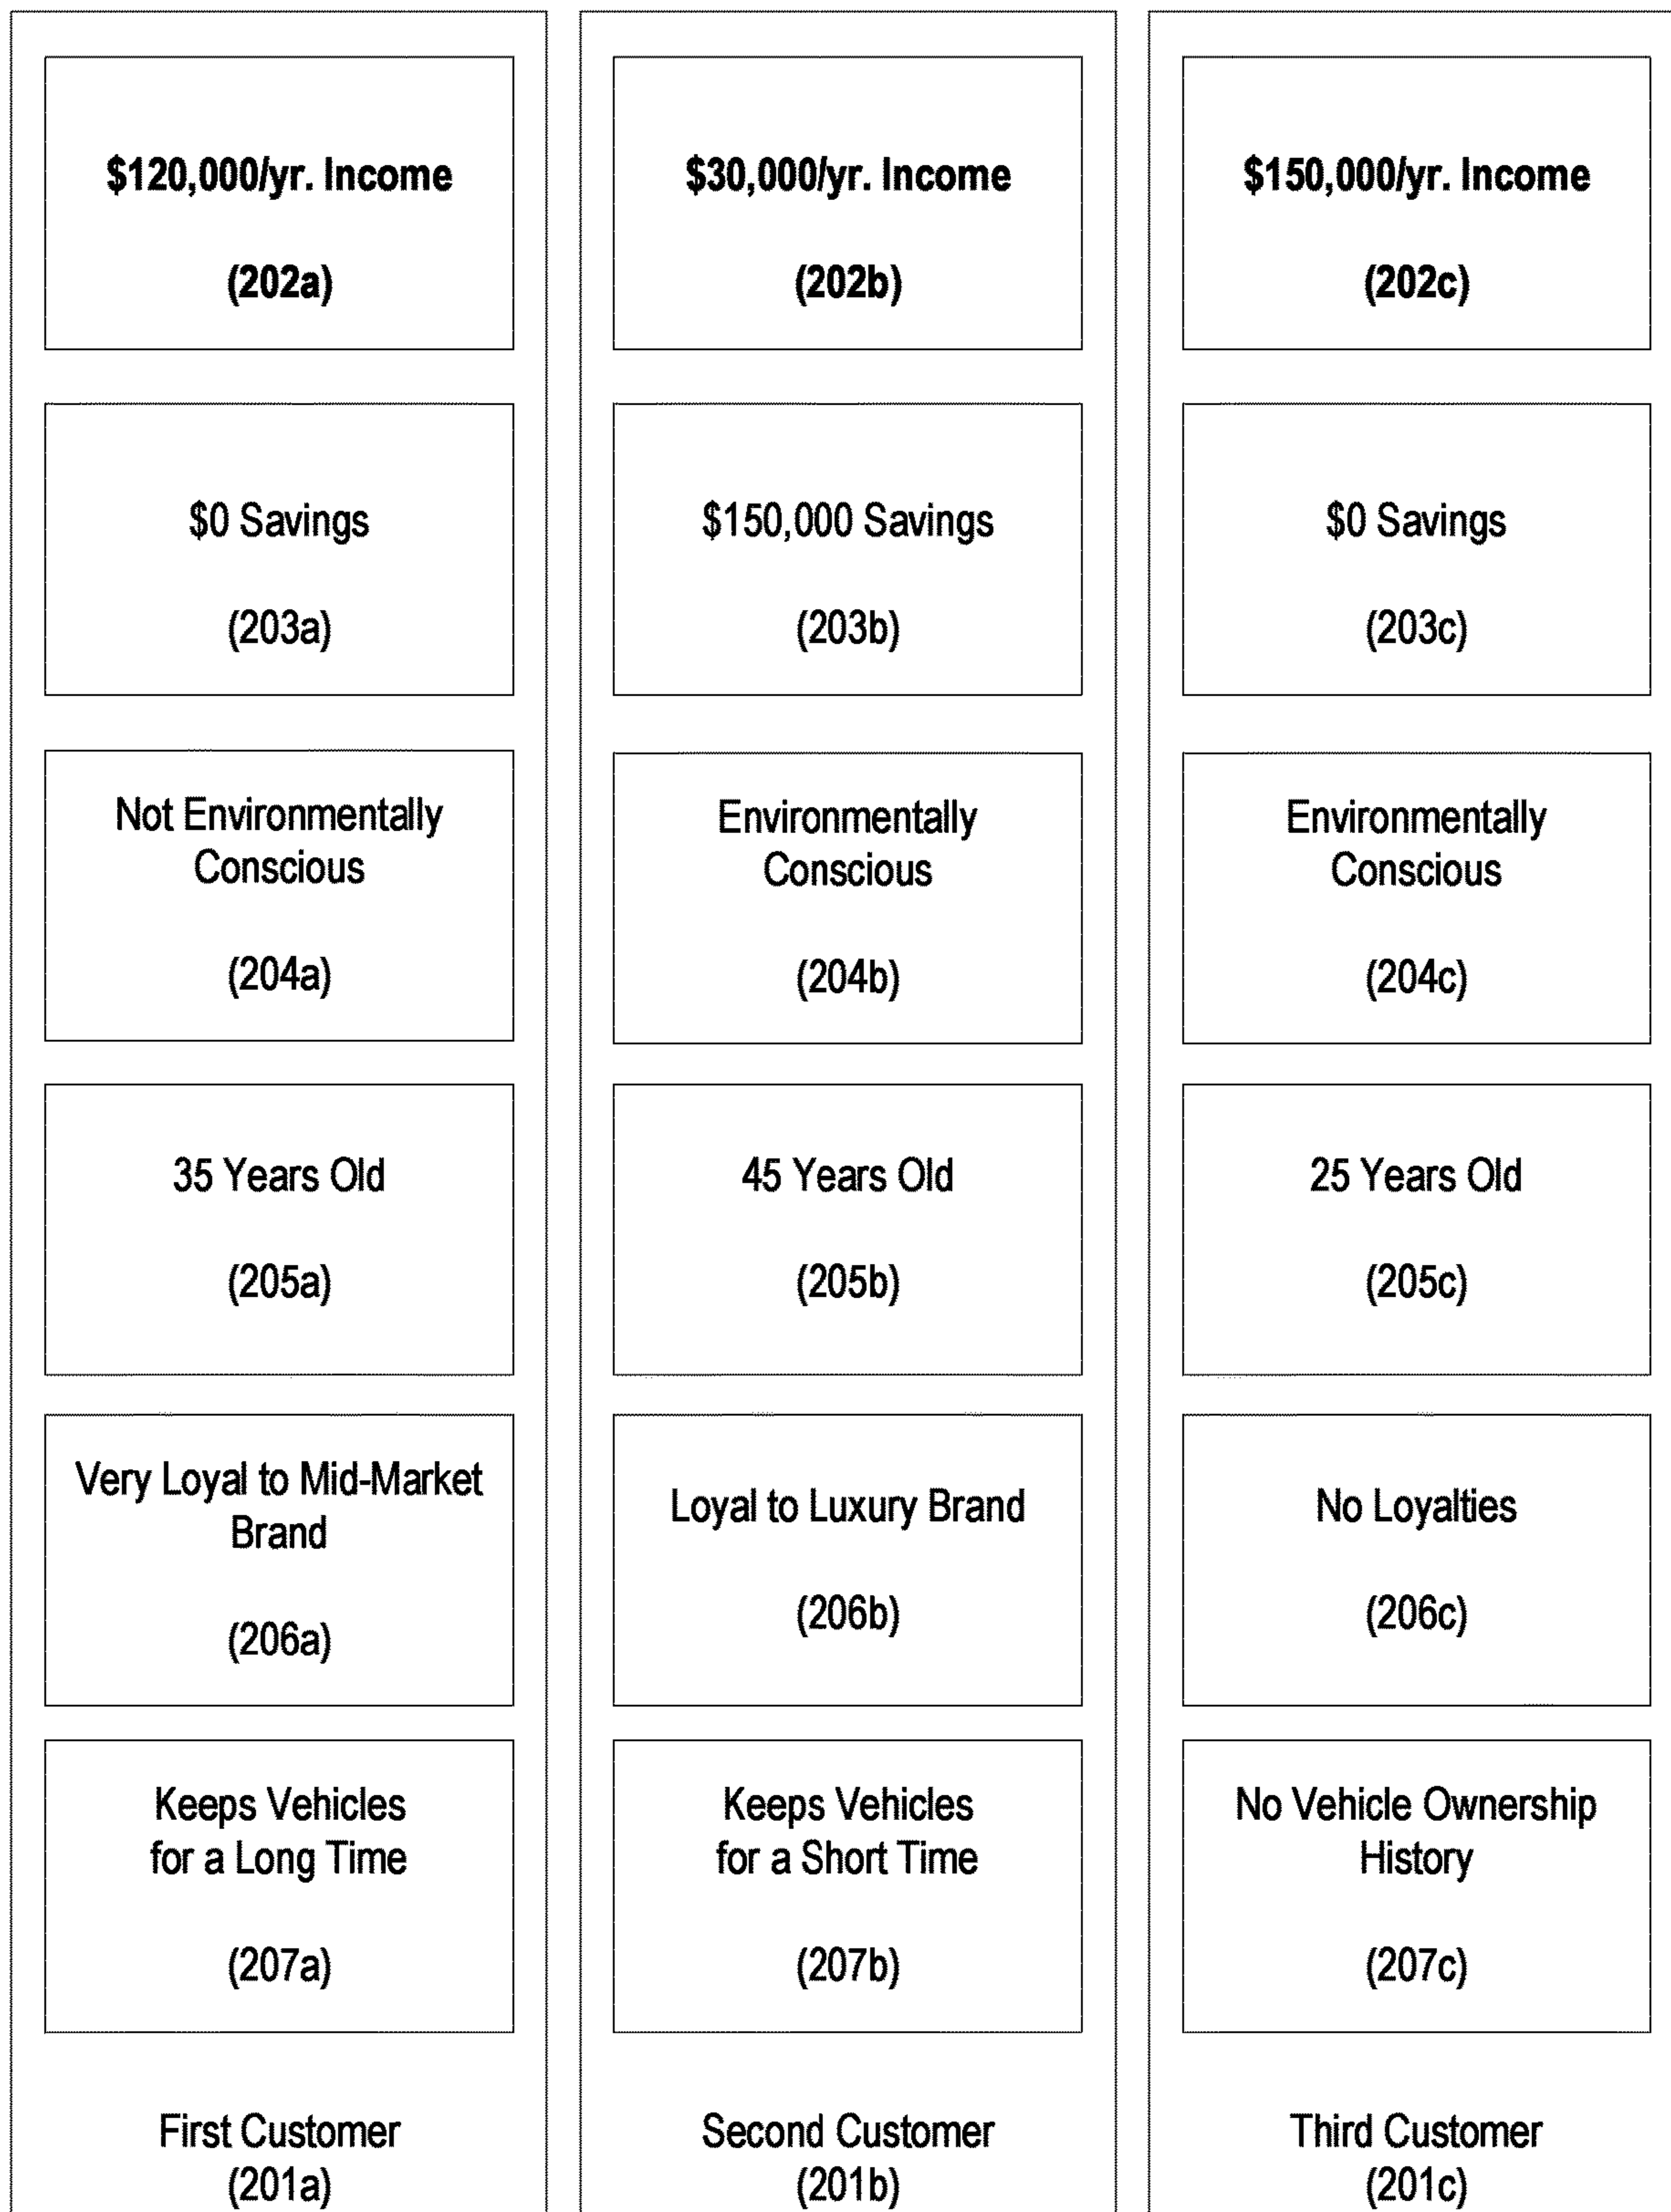 $120,000/yr. Income
(202a)
$0 Savings
(203a)
Not Environmentally
Conscious
(204a)
35 Years Old
(205a)
Very Loyal to Mid-Market
Brand
(206a)
Keeps Vehicles
for a Long Time
(207a)
First Customer
(201a)
$30,000/yr. Income
(202b)
$150,000 Savings
(203b)
Environmentally
Conscious
(204b)
45 Years Old
(205b)
Loyal to Luxury Brand
(206b)
Keeps Vehicles
for a Short Time
(207b)
Second Customer
(201b)
$150,000/yr. Income
(202c)
$0 Savings
(203c)
Environmentally
Conscious
(204c)
25 Years Old
(205c)
No Loyalties
(206c)
No Vehicle Ownership
History
(207c)
Third Customer
(201c)